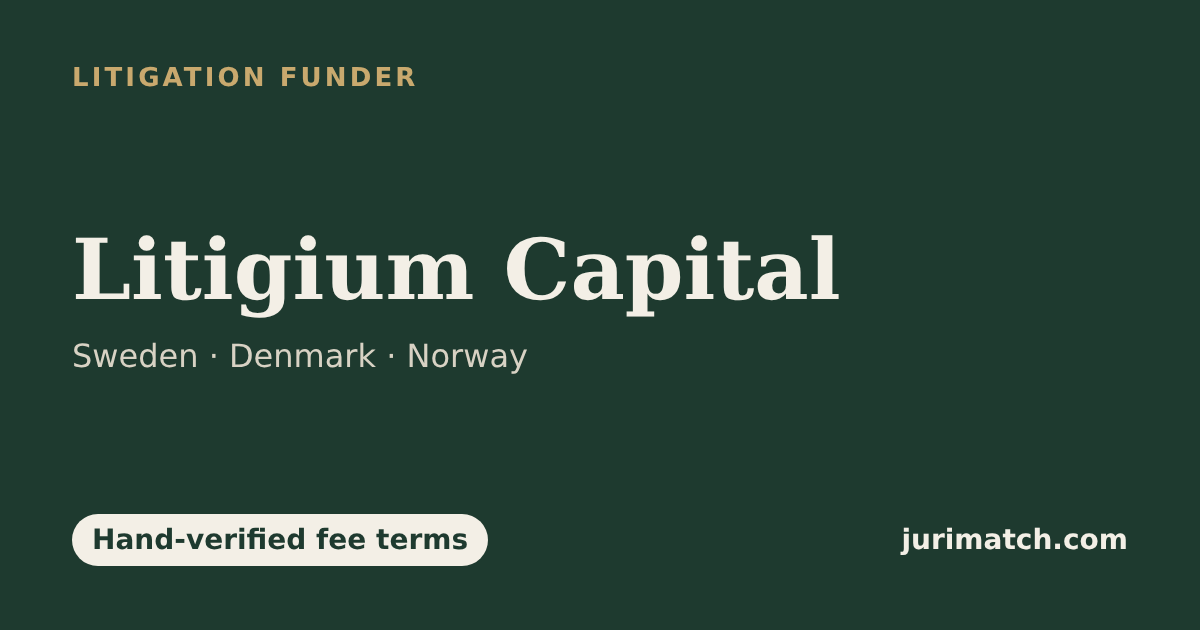 LITIGATION FUNDER
Litigium Capital
Sweden · Denmark · Norway
Hand-verified fee terms
jurimatch.com